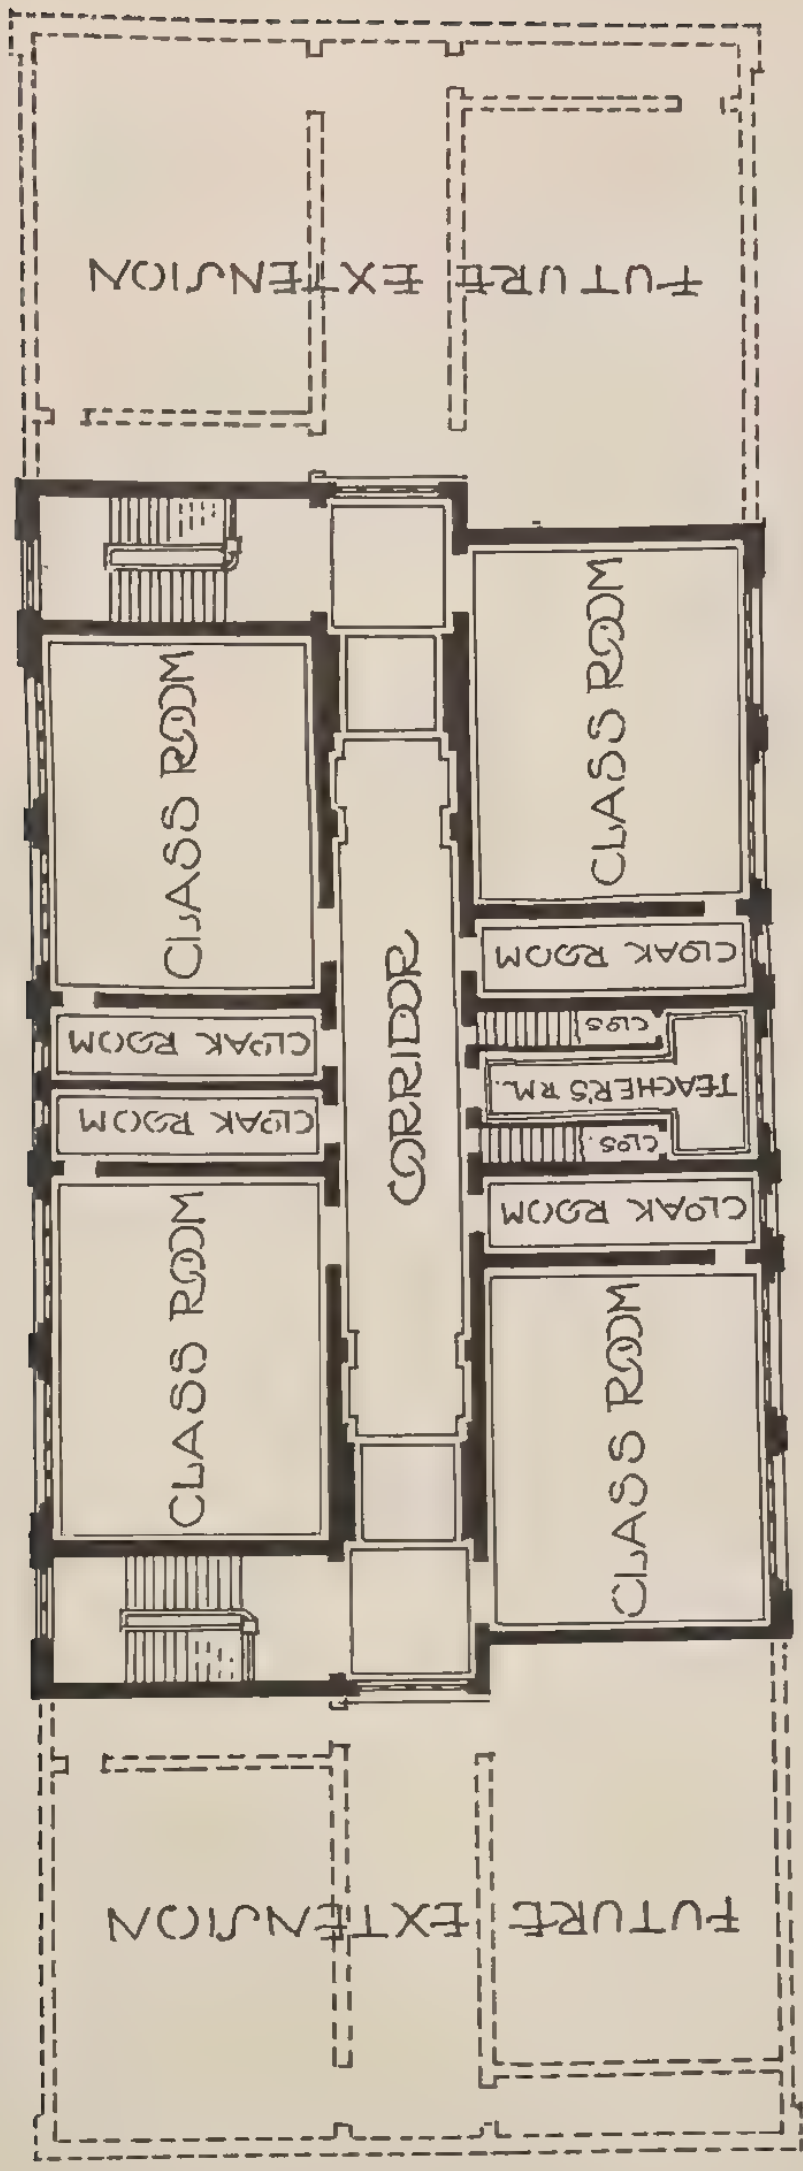 FUTURE EXTENSION
CLASS ROOM
CLASS ROOM
CLOAK ROOM
CLOAK ROOM
CLOS
TEACHER'S RM.
CORRIDOR
CLOAK ROOM
CLOS.
CLOAK ROOM
CLASS ROOM
CLASS ROOM
FUTURE EXTENSION